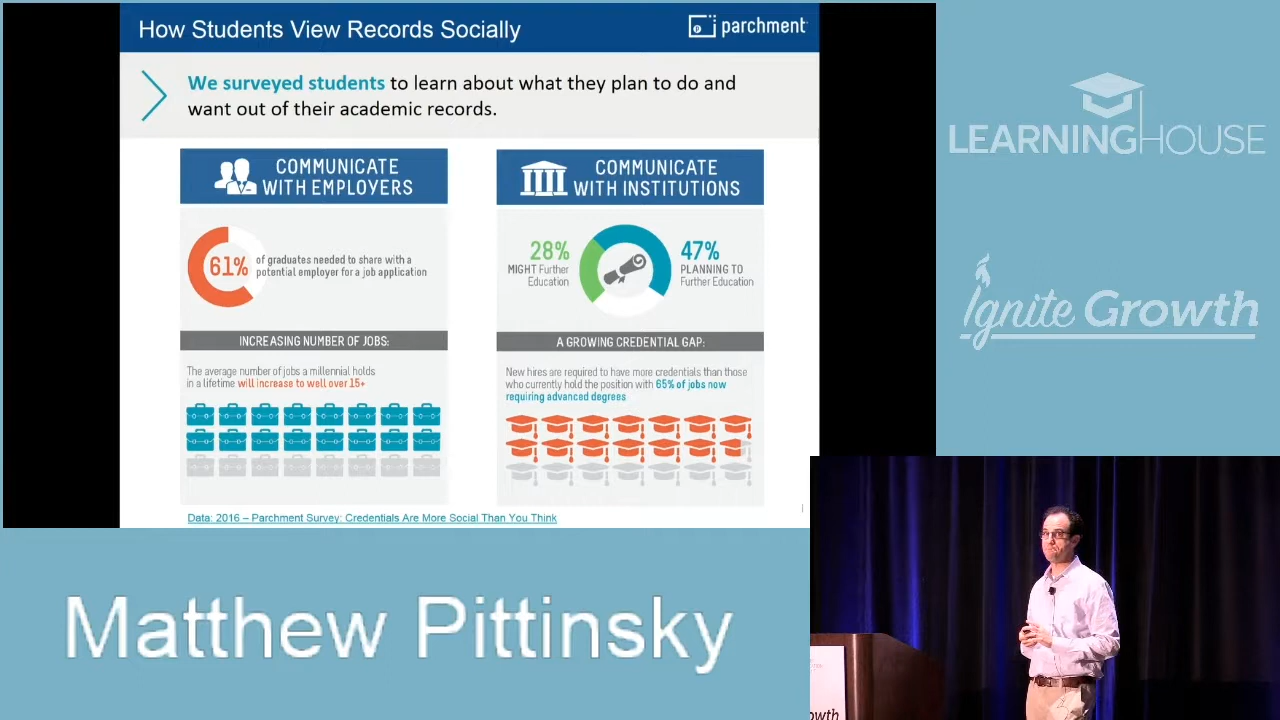 How Students View Records Socially
parchment
We surveyed students to learn about what they plan to do and
want out of their academic records.
COMMUNICATE
WITH EMPLOYERS
61%
of graduates needed to share with a
potential employer for a job application
INCREASING NUMBER OF JOBS:
The average number of jobs a millennial holds
in a lifetime will increase to well over 15+
COMMUNICATE
WITH INSTITUTIONS
28%
MIGHT Further
Education
47%
PLANNING TO
Further Education
A GROWING CREDENTIAL GAP:
New hires are required to have more credentials than those
who currently hold the position with 65% of jobs now
requiring advanced degrees
Data: 2016 – Parchment Survey: Credentials Are More Social Than You Think
LEARNINGHOUSE
Ignite Growth
Matthew Pittinsky
owth